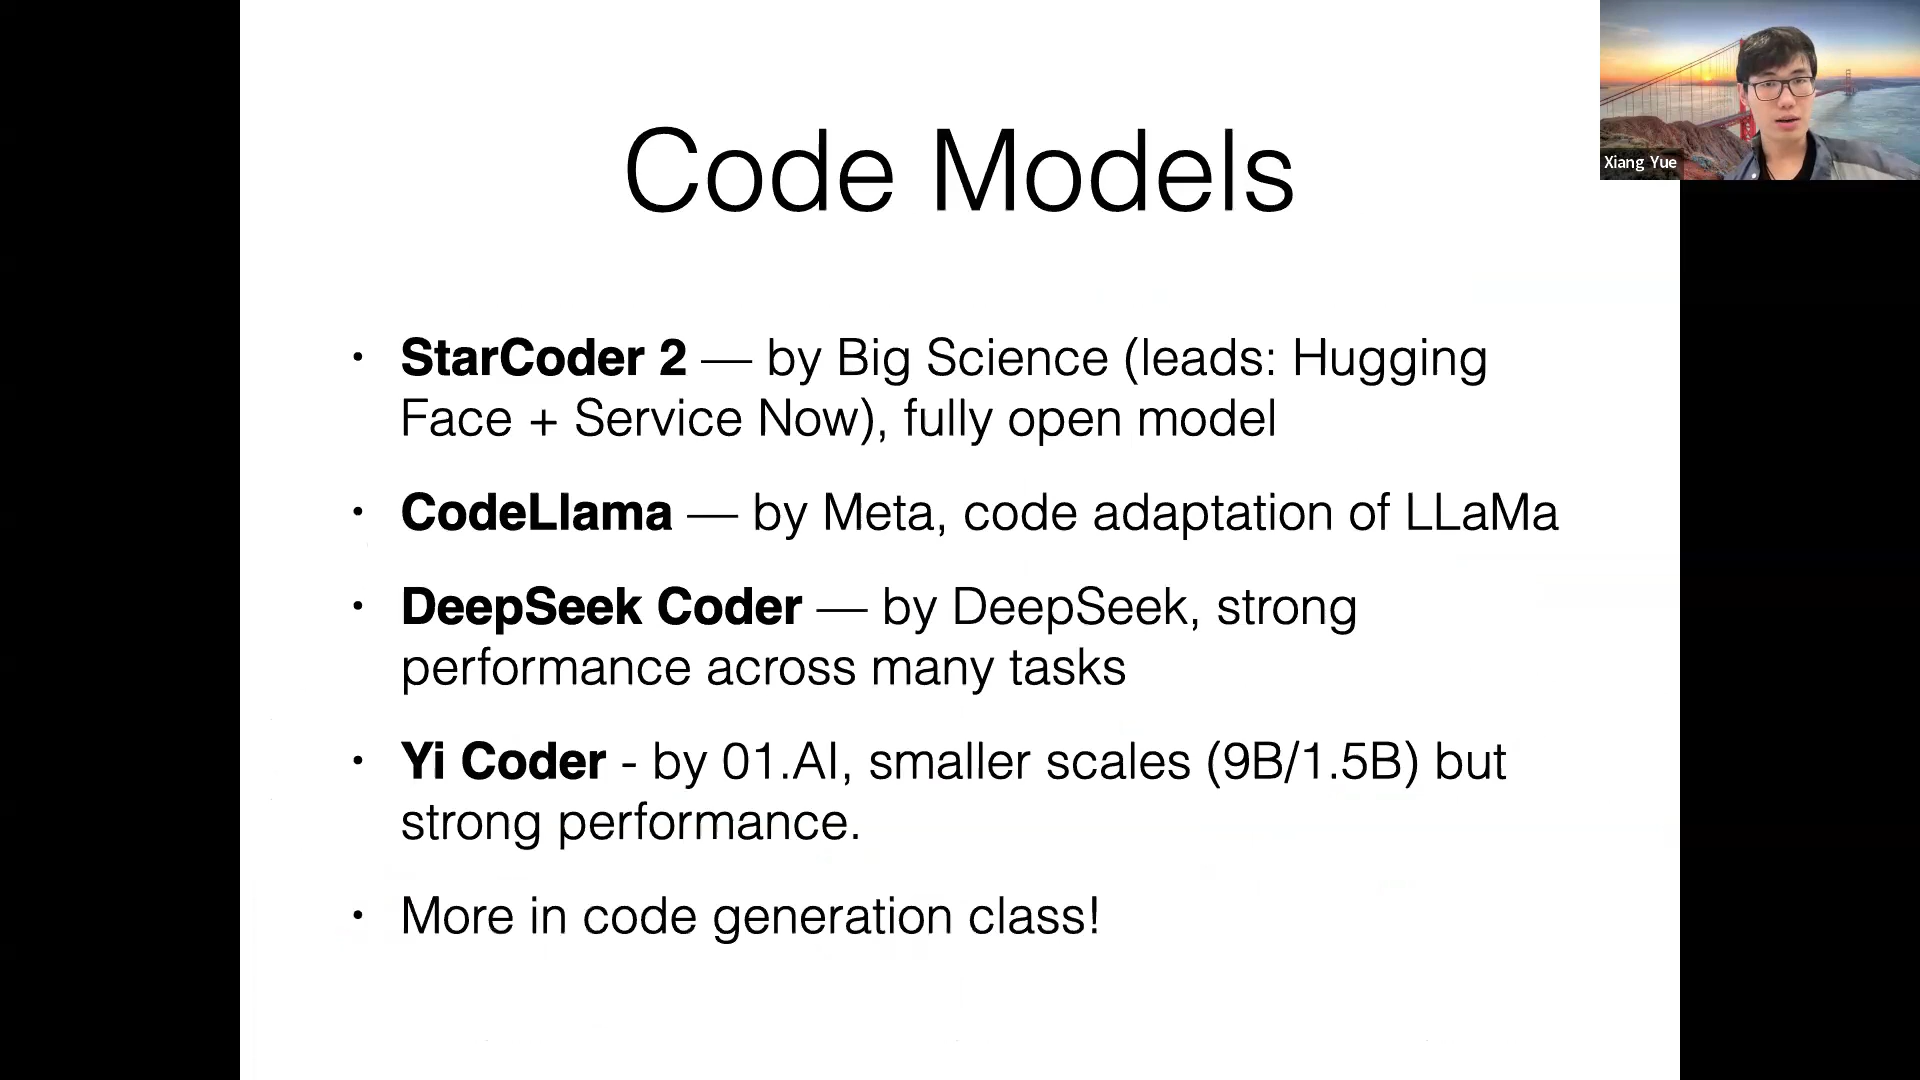 Code Models
Xiang Yue
• StarCoder 2 — by Big Science (leads: Hugging
Face + Service Now), fully open model
• CodeLlama — by Meta, code adaptation of LLaMa
• DeepSeek Coder — by DeepSeek, strong
performance across many tasks
• Yi Coder - by 01.AI, smaller scales (9B/1.5B) but
strong performance.
• More in code generation class!